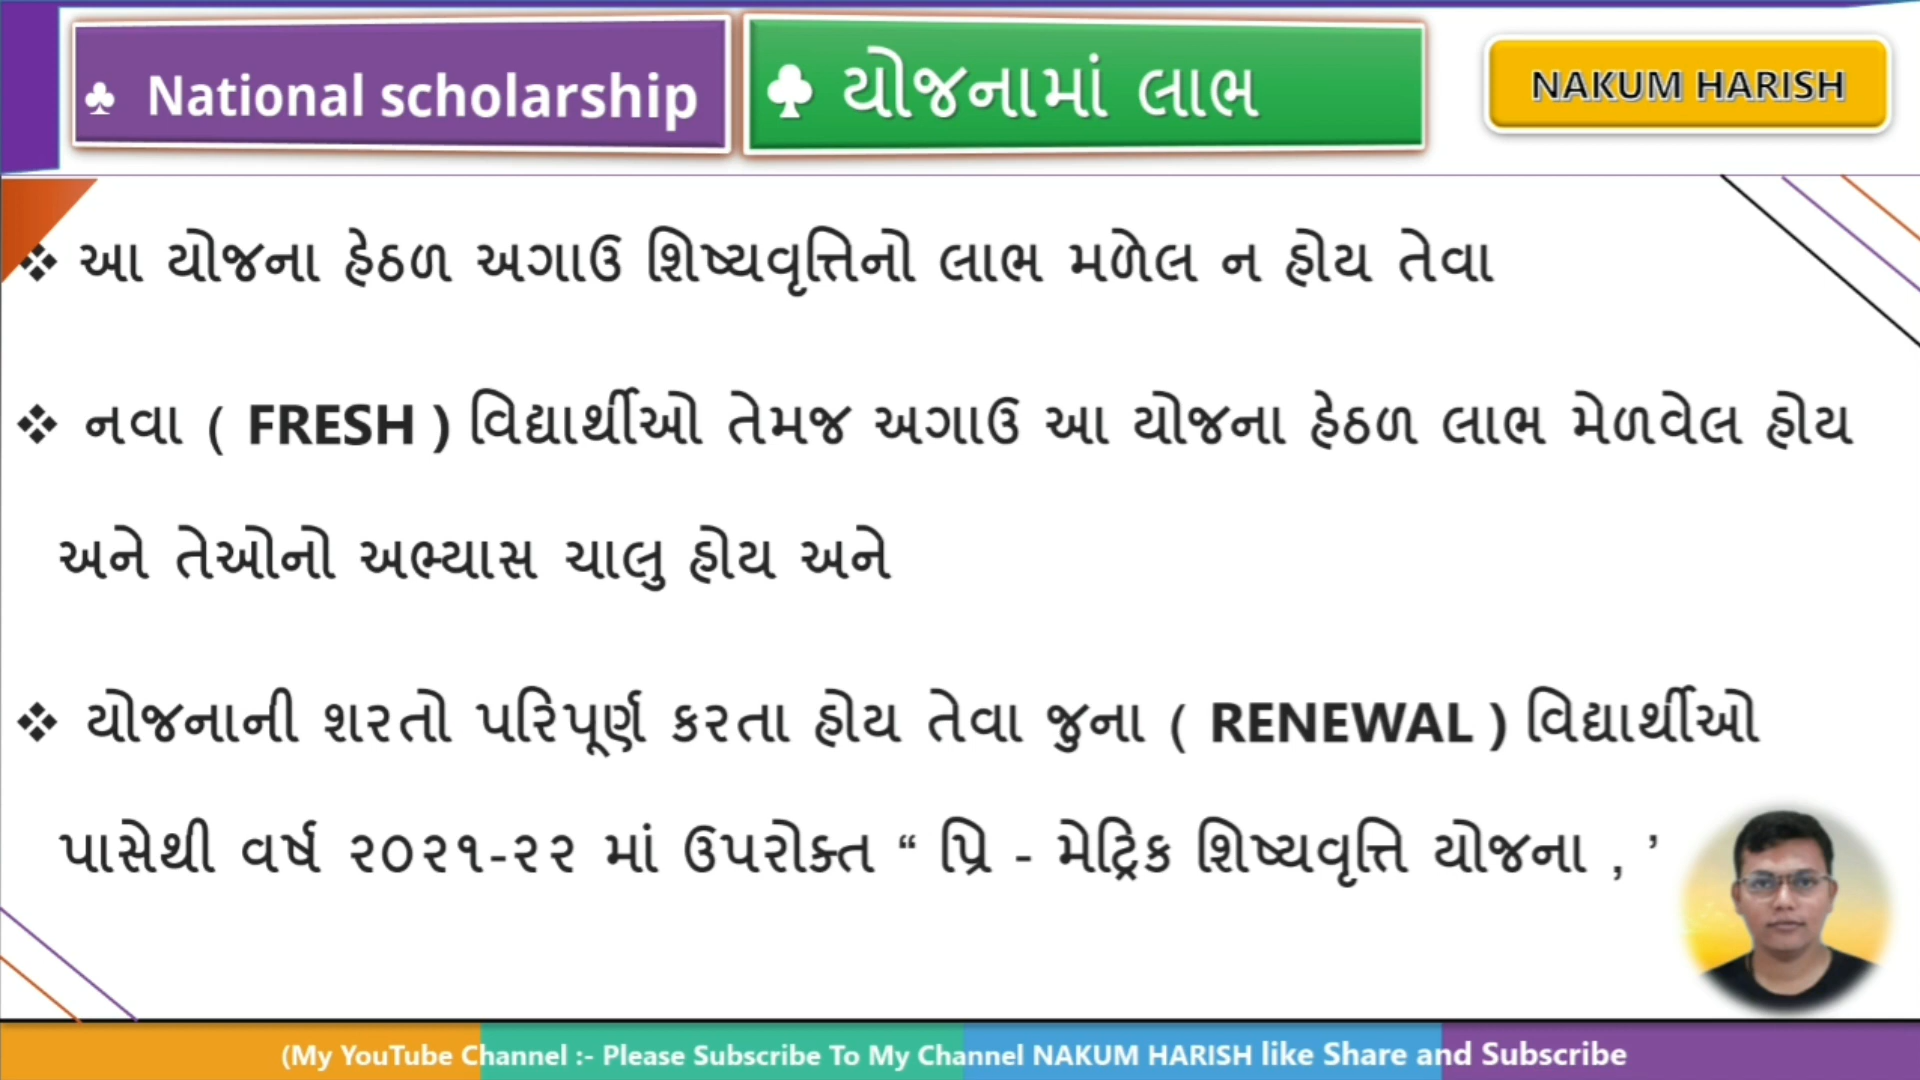 ♣ National scholarship
♣ યોજનામાં લાભ
NAKUM HARISH
❖ આ યોજના હેઠળ અગાઉ શિષ્યવૃત્તિનો લાભ મળેલ ન હોય તેવા
❖ નવા ( FRESH ) વિદ્યાર્થીઓ તેમજ અગાઉ આ યોજના હેઠળ લાભ મેળવેલ હોય
અને તેઓનો અભ્યાસ ચાલુ હોય અને
❖ યોજનાની શરતો પરિપૂર્ણ કરતા હોય તેવા જુના ( RENEWAL ) વિદ્યાર્થીઓ
પાસેથી વર્ષ ૨૦૨૧-૨૨ માં ઉપરોક્ત “ પ્રિ - મેટ્રિક શિષ્યવૃત્તિ યોજના , ’
(My YouTube Channel :- Please Subscribe To My Channel NAKUM HARISH like Share and Subscribe